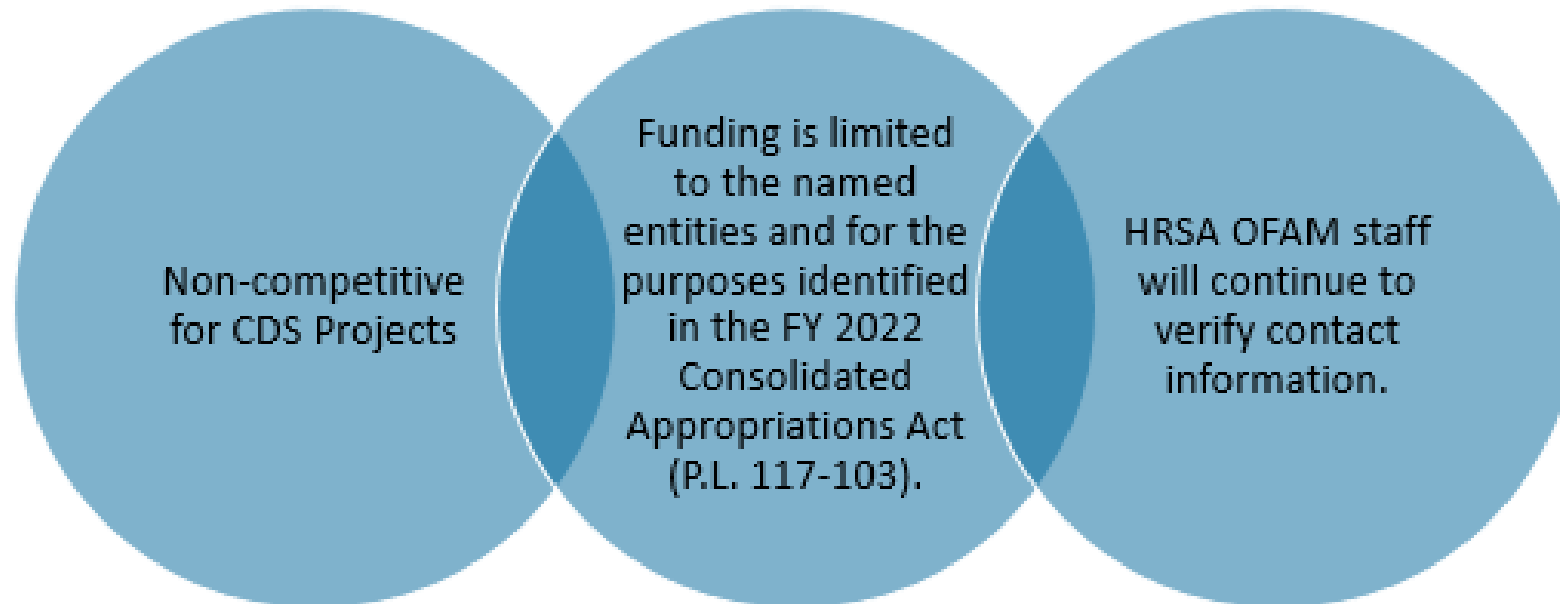 Non-competitive
for CDS Projects
Funding is limited
to the named
entities and for the
purposes identified
in the FY 2022
Consolidated
Appropriations Act
(P.L. 117-103).
HRSA OFAM staff
will continue to
verify contact
information.